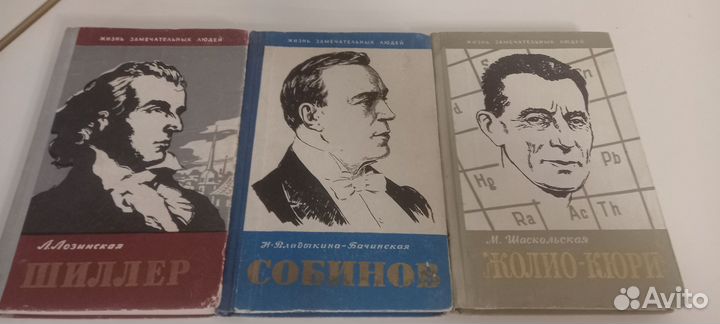 ЖИЗНЬ ЗАМЕЧАТЕЛЬНЫХ ЛЮДЕЙ
Л. Лозинская
ШИЛЛЕР
ЖИЗНЬ ЗАМЕЧАТЕЛЬНЫХ ЛЮДЕЙ
Н. Владыкина-Бачинская
СОБИНОВ
ЖИЗНЬ ЗАМЕЧАТЕЛЬНЫХ ЛЮДЕЙ
Hg
Pb
Ra
Ac
Th
М. Шаскольская
ЖОЛИО-КЮРИ
Avito